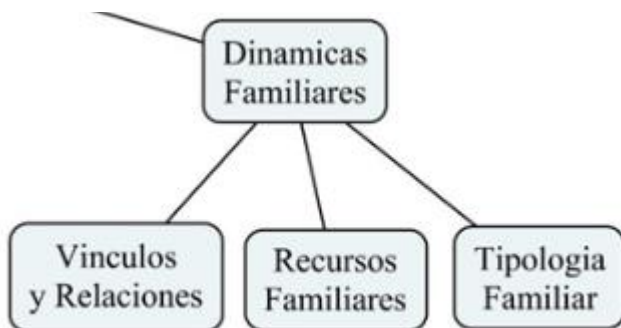 Dinamicas
Familiares
Vinculos
y Relaciones
Recursos
Familiares
Tipologia
Familiar